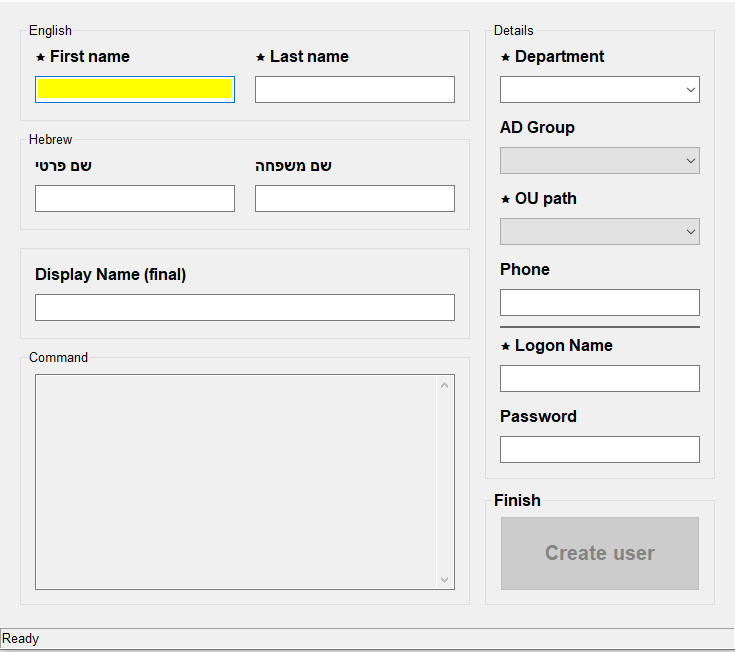 English
★ First name
★ Last name
Hebrew
שם פרטי
שם משפחה
Display Name (final)
Command
Details
★ Department
AD Group
★ OU path
Phone
★ Logon Name
Password
Finish
Create user
Ready